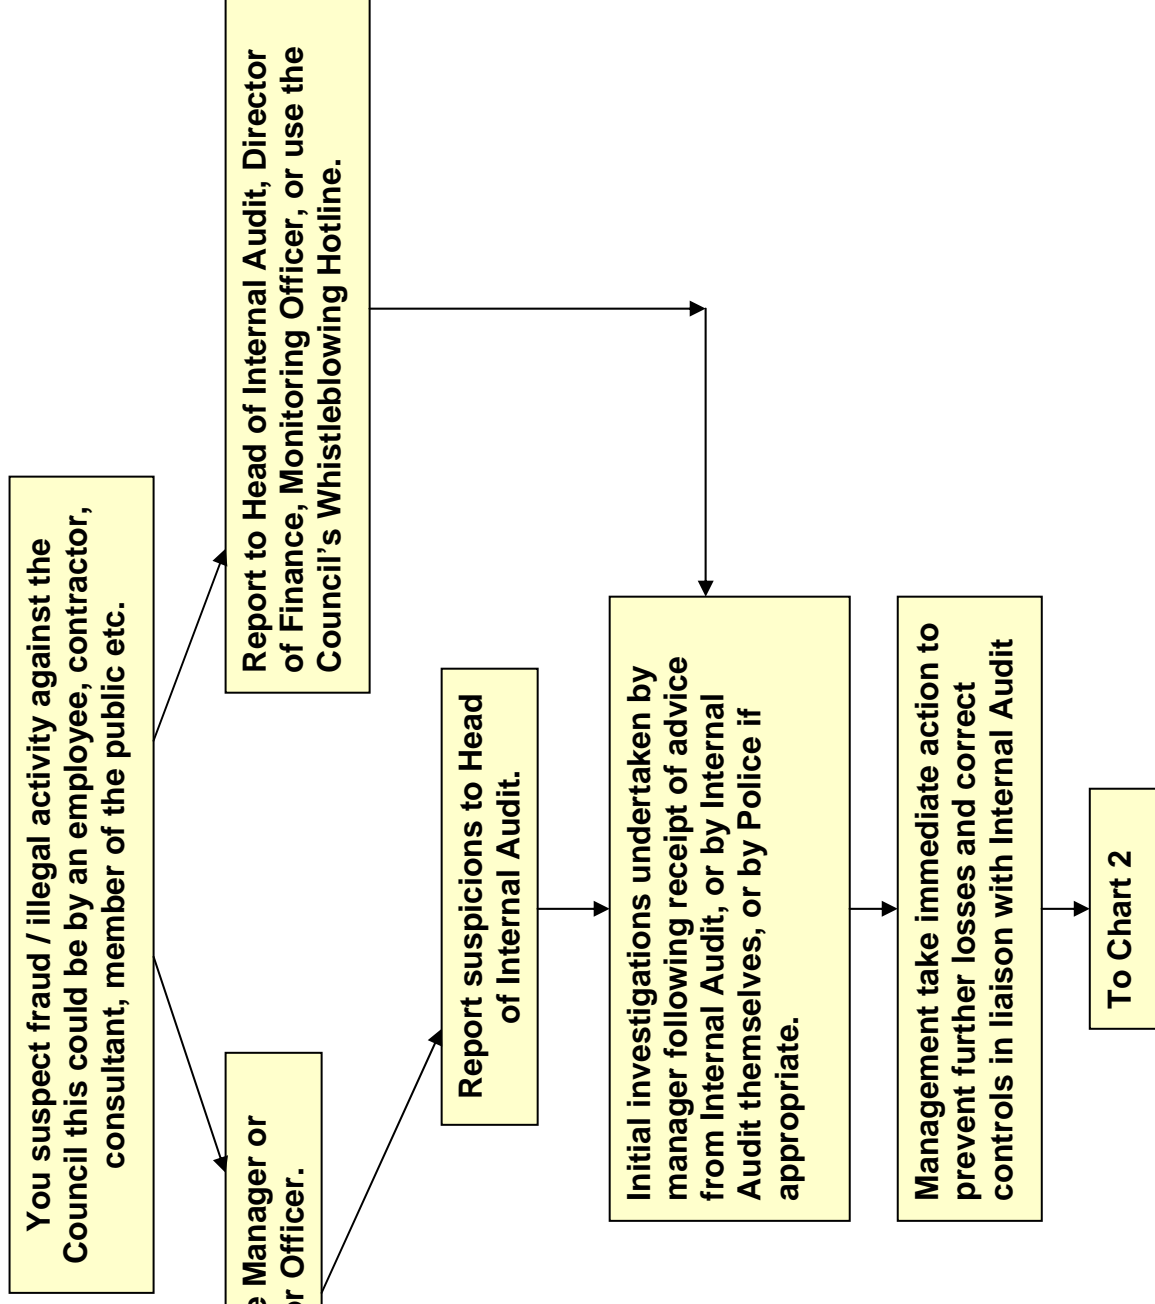 You suspect fraud / illegal activity against the
Council this could be by an employee, contractor,
consultant, member of the public etc.
Manager or
Officer.
Report to Head of Internal Audit, Director
of Finance, Monitoring Officer, or use the
Council’s Whistleblowing Hotline.
Report suspicions to Head
of Internal Audit.
Initial investigations undertaken by
manager following receipt of advice
from Internal Audit, or by Internal
Audit themselves, or by Police if
appropriate.
Management take immediate action to
prevent further losses and correct
controls in liaison with Internal Audit
To Chart 2